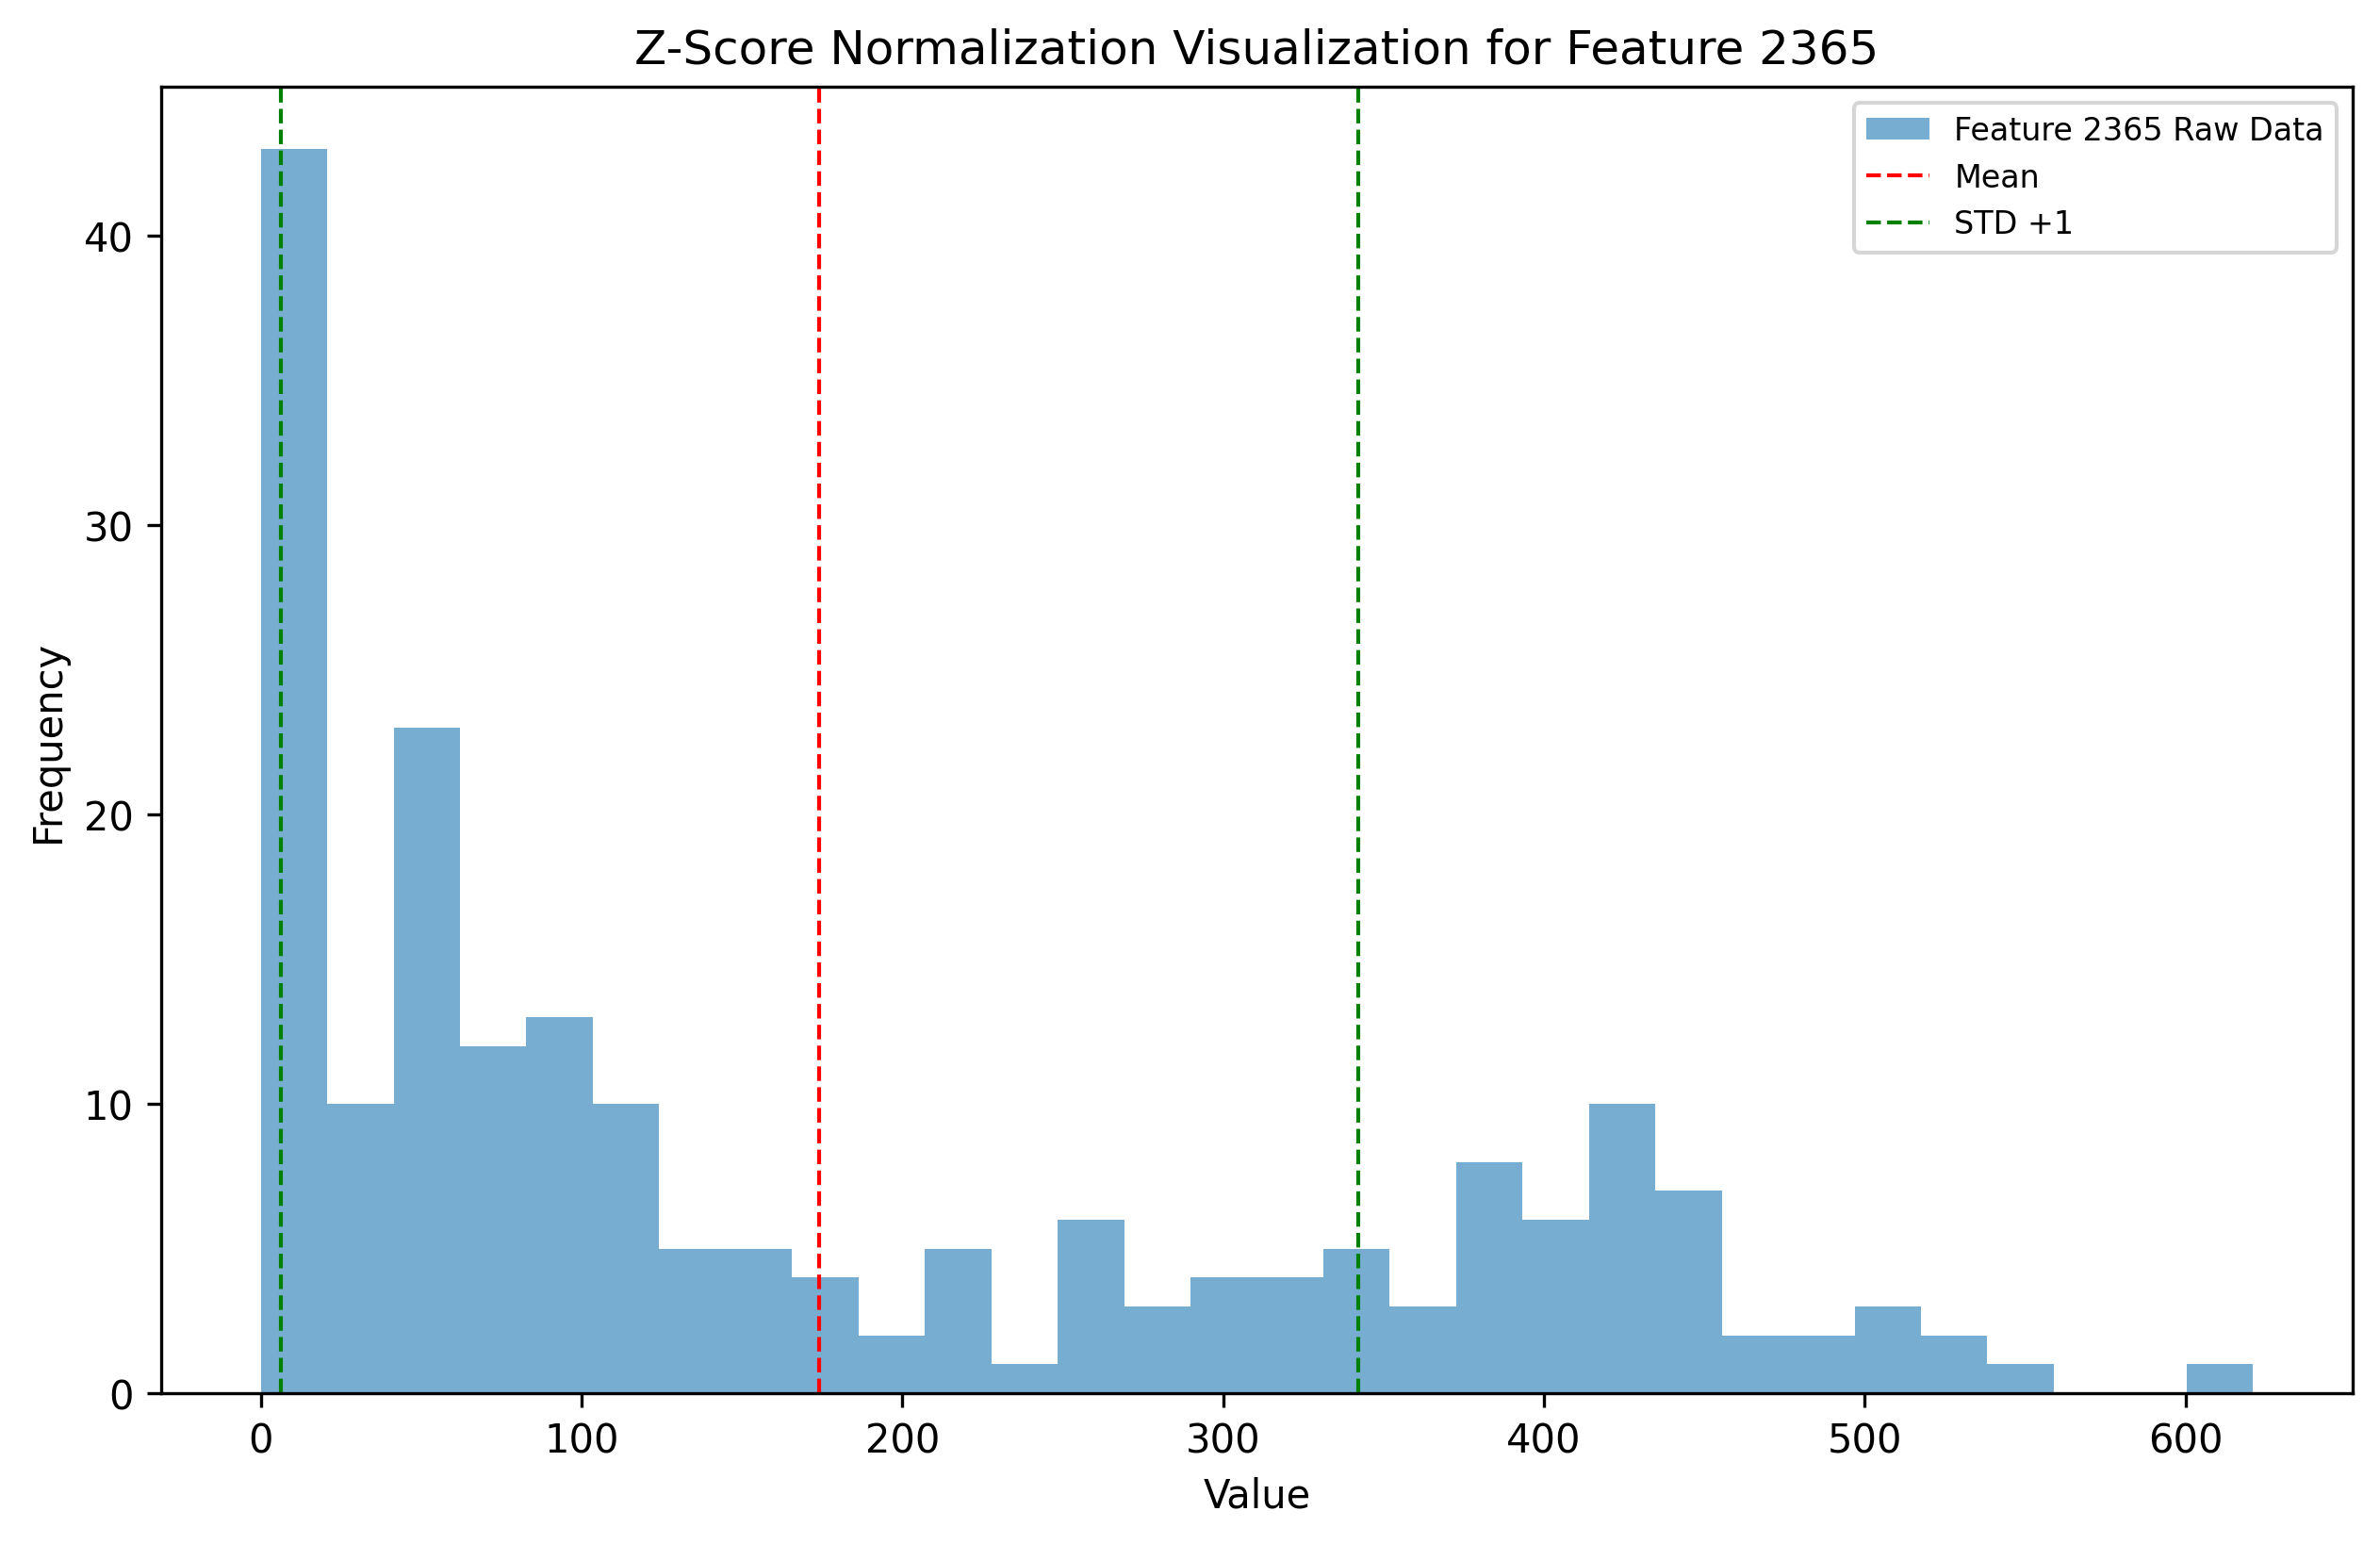 Z-Score Normalization Visualization for Feature 2365
Feature 2365 Raw Data
Mean
STD +1
Frequency
40
30
20
10
0
0 100 200 300 400 500 600
Value